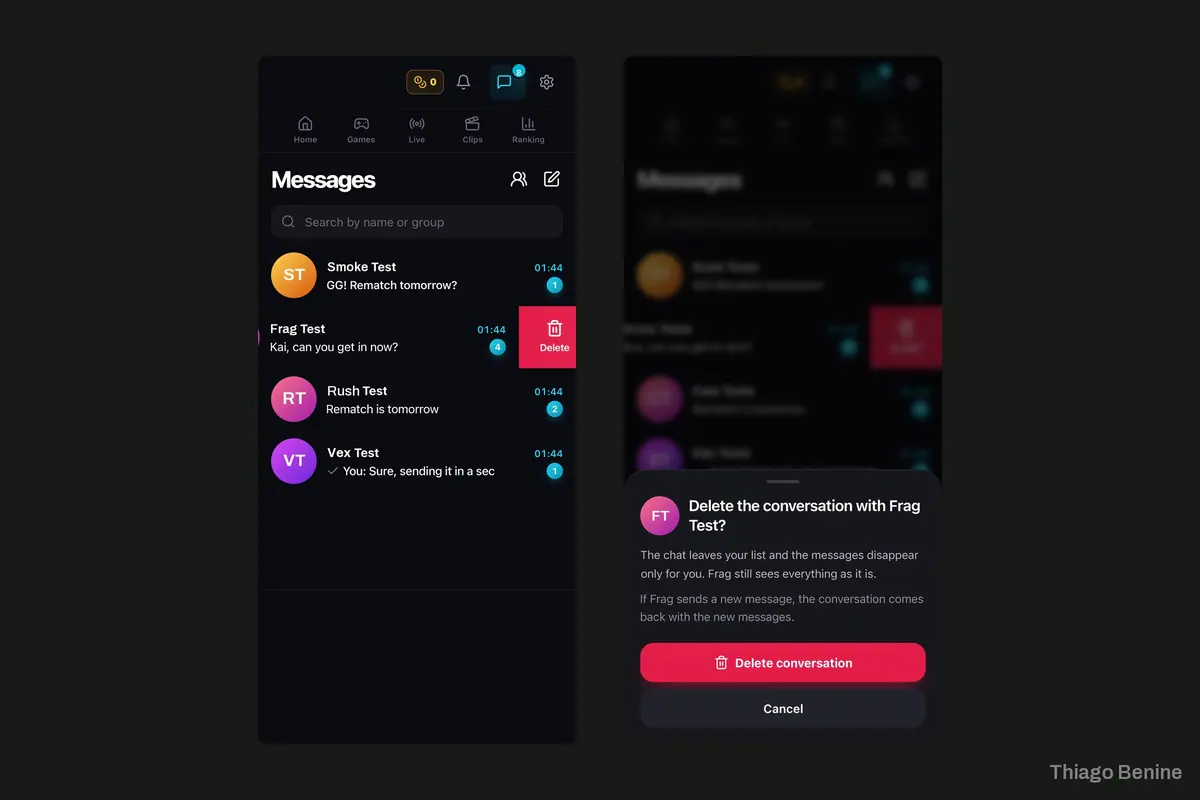 0
8
Home
Games
Live
Clips
Ranking
Messages
Search by name or group
ST
Smoke Test
01:44
GG! Rematch tomorrow?
1
Frag Test
01:44
Kai, can you get in now?
4
Delete
RT
Rush Test
01:44
Rematch is tomorrow
2
VT
Vex Test
01:44
You: Sure, sending it in a sec
1
Messages
FT
Delete the conversation with Frag
Test?
The chat leaves your list and the messages disappear
only for you. Frag still sees everything as it is.
If Frag sends a new message, the conversation comes
back with the new messages.
Delete conversation
Cancel
Thiago Benine